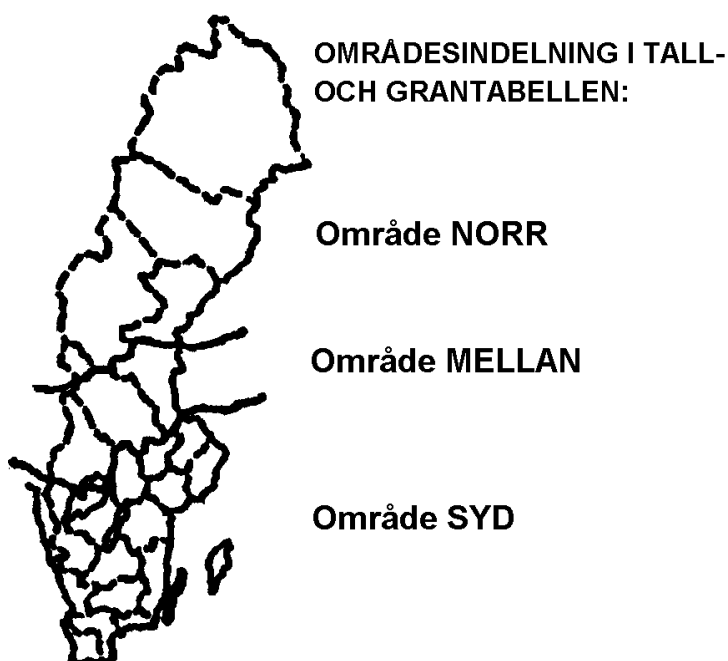 OMRÅDESINDELNING I TALL-
OCH GRANTABELLEN:
Område NORR
Område MELLAN
Område SYD